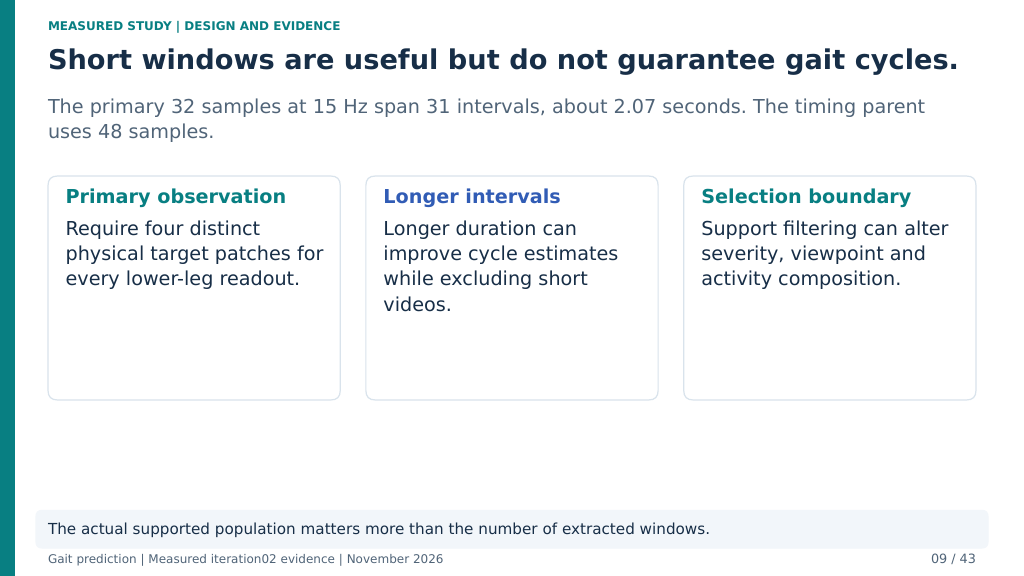 MEASURED STUDY | DESIGN AND EVIDENCE
Short windows are useful but do not guarantee gait cycles.
The primary 32 samples at 15 Hz span 31 intervals, about 2.07 seconds. The timing parent
uses 48 samples.
Primary observation
Require four distinct
physical target patches for
every lower-leg readout.
Longer intervals
Longer duration can
improve cycle estimates
while excluding short
videos.
Selection boundary
Support filtering can alter
severity, viewpoint and
activity composition.
The actual supported population matters more than the number of extracted windows.
Gait prediction | Measured iteration02 evidence | November 2026
09 / 43